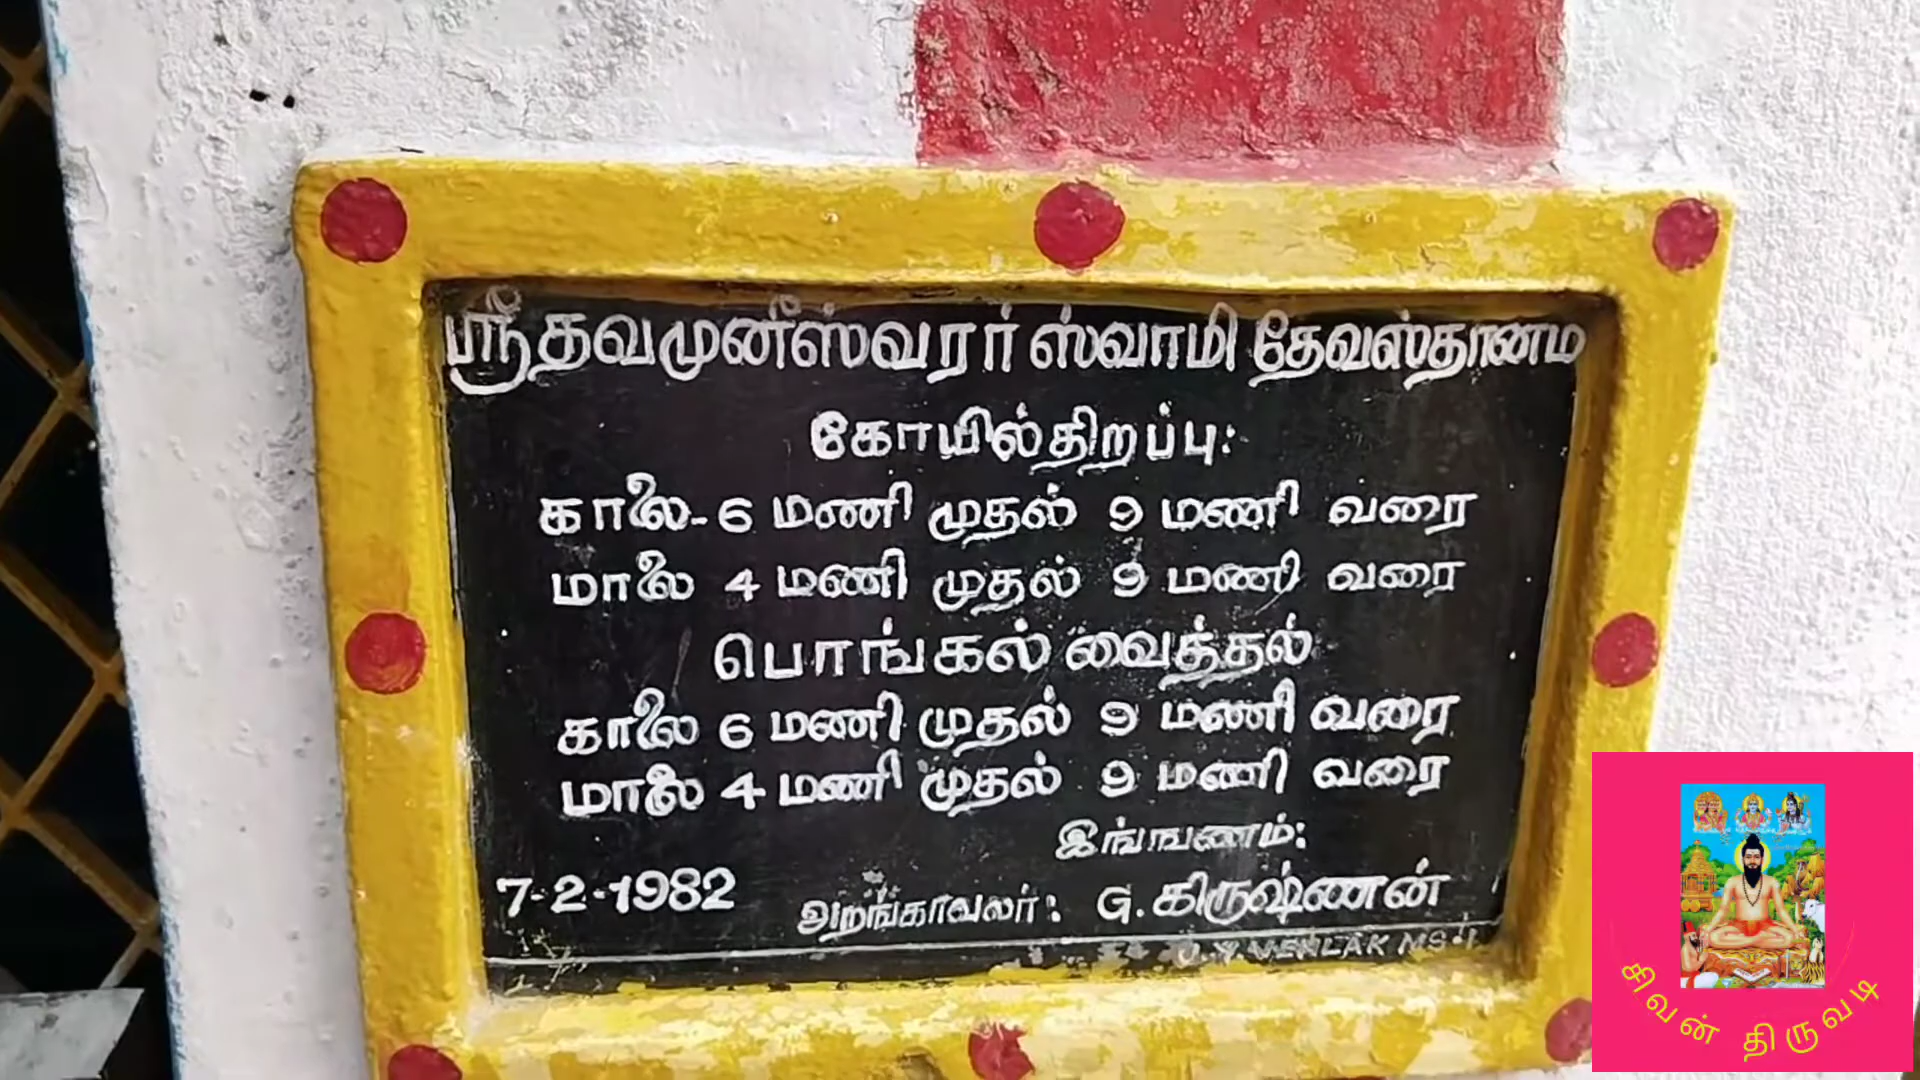 ஸ்ரீதவமுனீஸ்வரர் ஸ்வாமி தேவஸ்தானம
கோயில்திறப்பு:
காலை-6 மணி முதல் 9 மணி வரை
மாலை 4 மணி முதல் 9 மணி வரை
பொங்கல் வைத்தல்
காலை 6 மணி முதல் 9 மணி வரை
மாலை 4 மணி முதல் 9 மணி வரை
இங்ஙணம்:
7-2-1982 அறங்காவலர்: G.கிருஷ்ணன்
சிவன் திருவடி